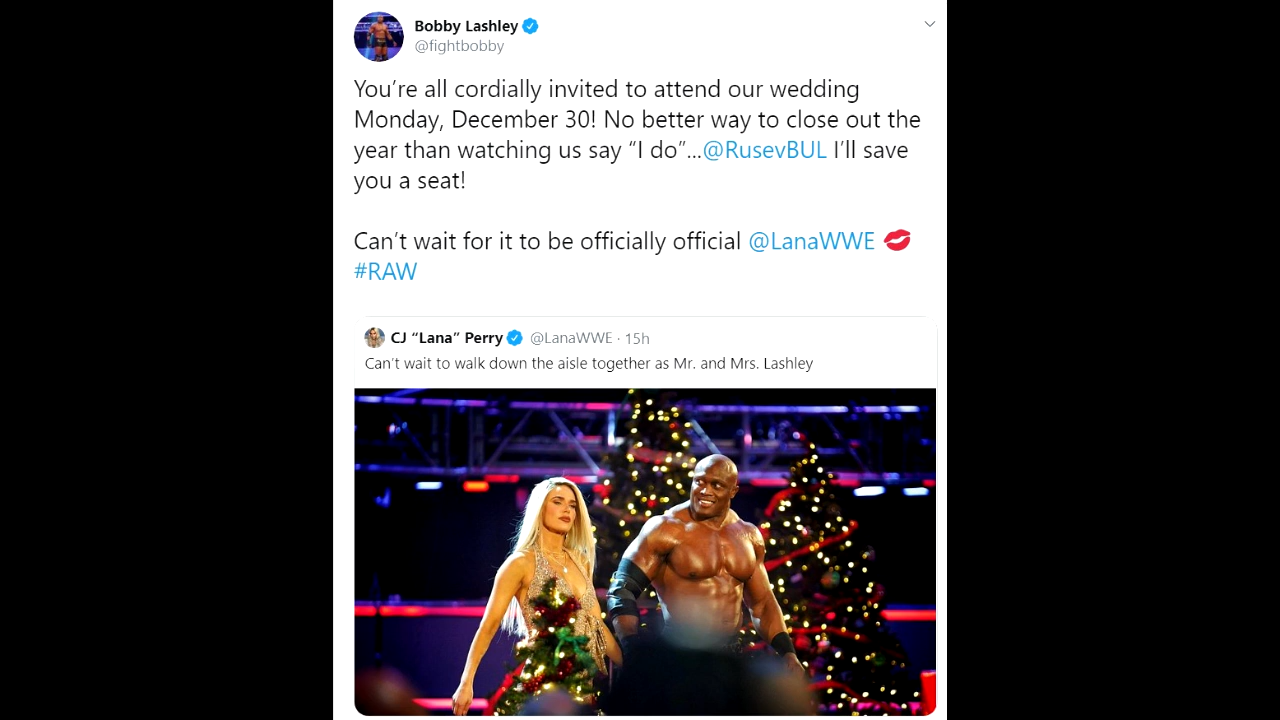 Bobby Lashley
@fightbobby
You’re all cordially invited to attend our wedding
Monday, December 30! No better way to close out the
year than watching us say “I do”...@RusevBUL I’ll save
you a seat!
Can’t wait for it to be officially official @LanaWWE 💋
#RAW
CJ “Lana” Perry @LanaWWE · 15h
Can’t wait to walk down the aisle together as Mr. and Mrs. Lashley